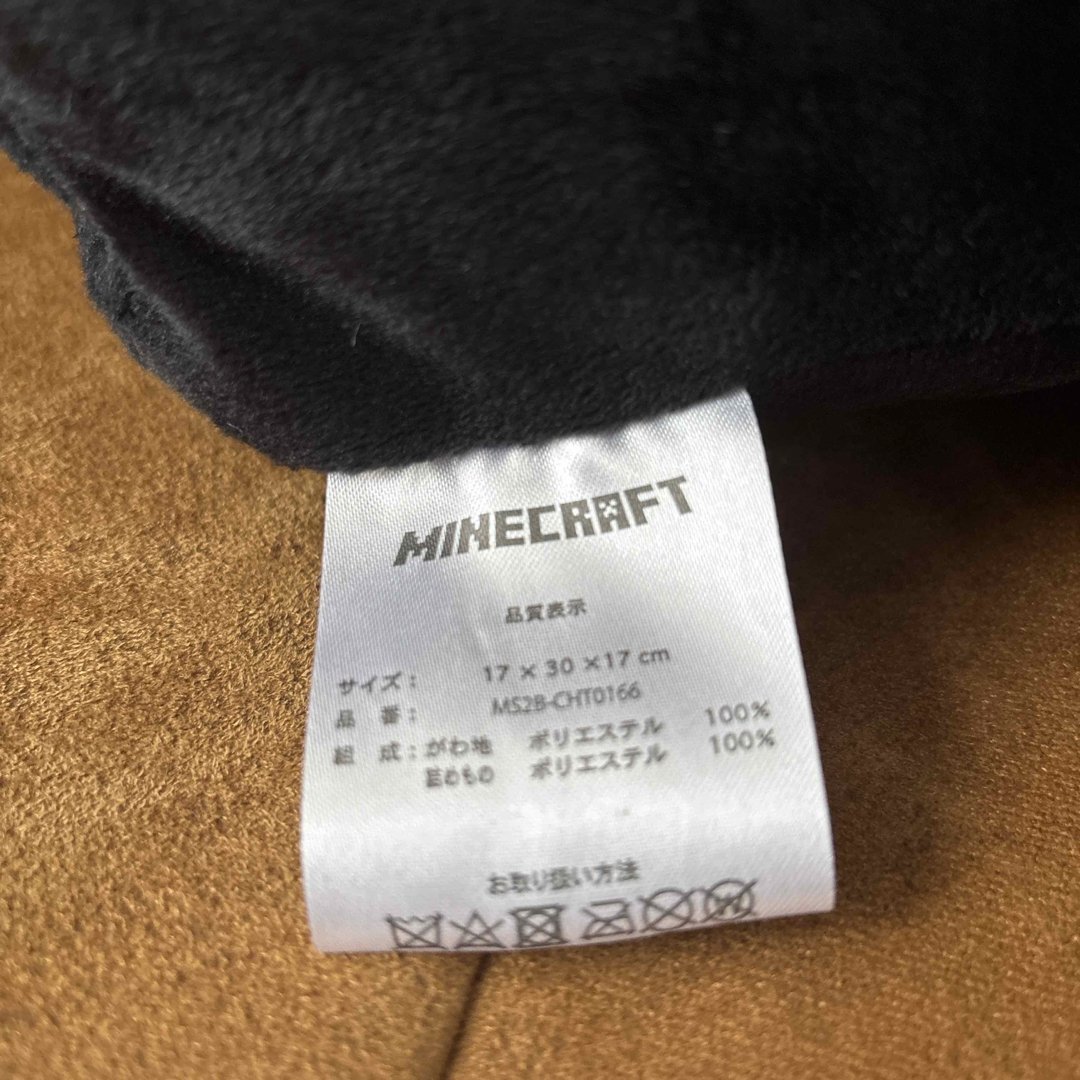 MINECRAFT
品質表示
サイズ： 17 × 30 ×17 cm
品 番： MS2B-CHT0166
組 成：がわ地 ポリエステル 100%
詰めもの ポリエステル 100%
お取り扱い方法